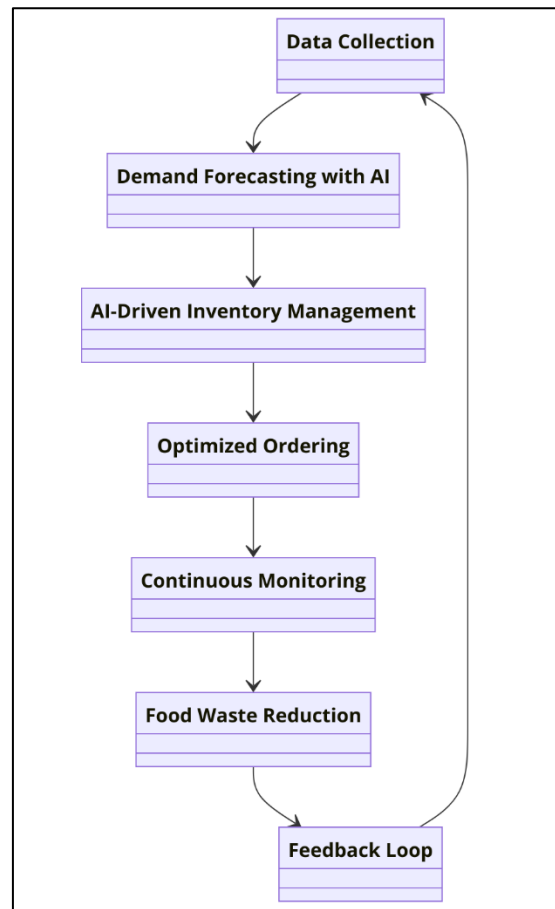 Data Collection
Demand Forecasting with AI
AI-Driven Inventory Management
Optimized Ordering
Continuous Monitoring
Food Waste Reduction
Feedback Loop